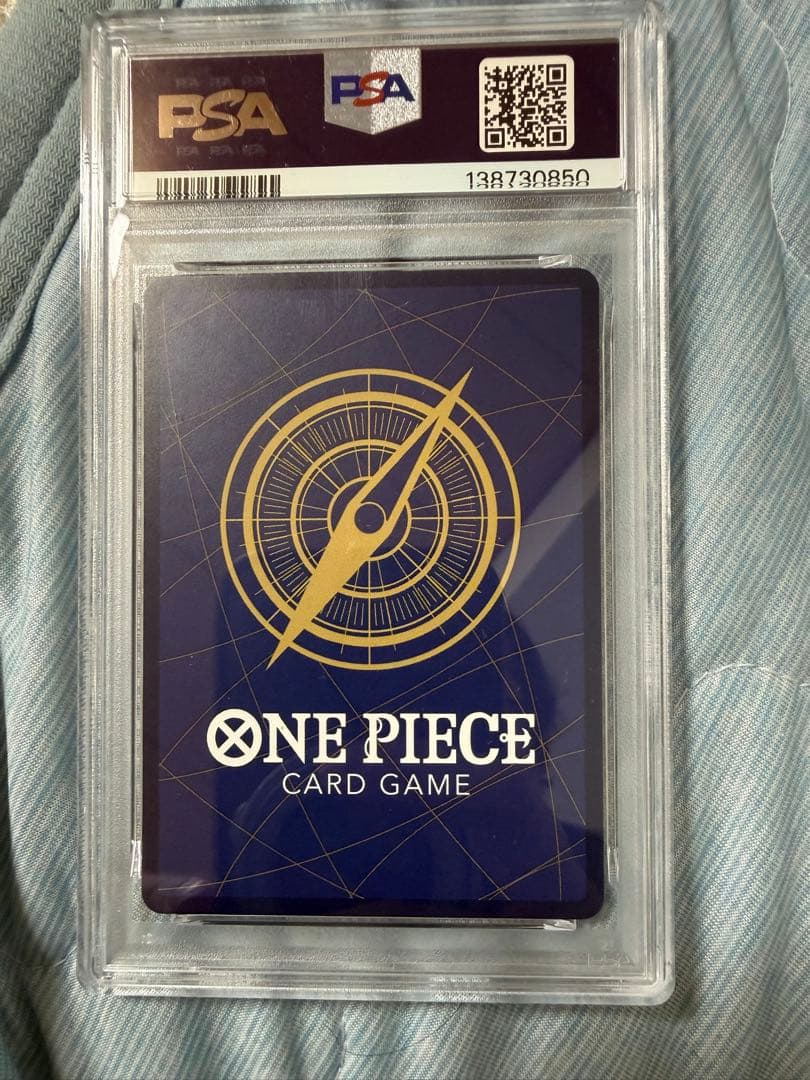 PSA
PSA
138730850
ONE PIECE
CARD GAME